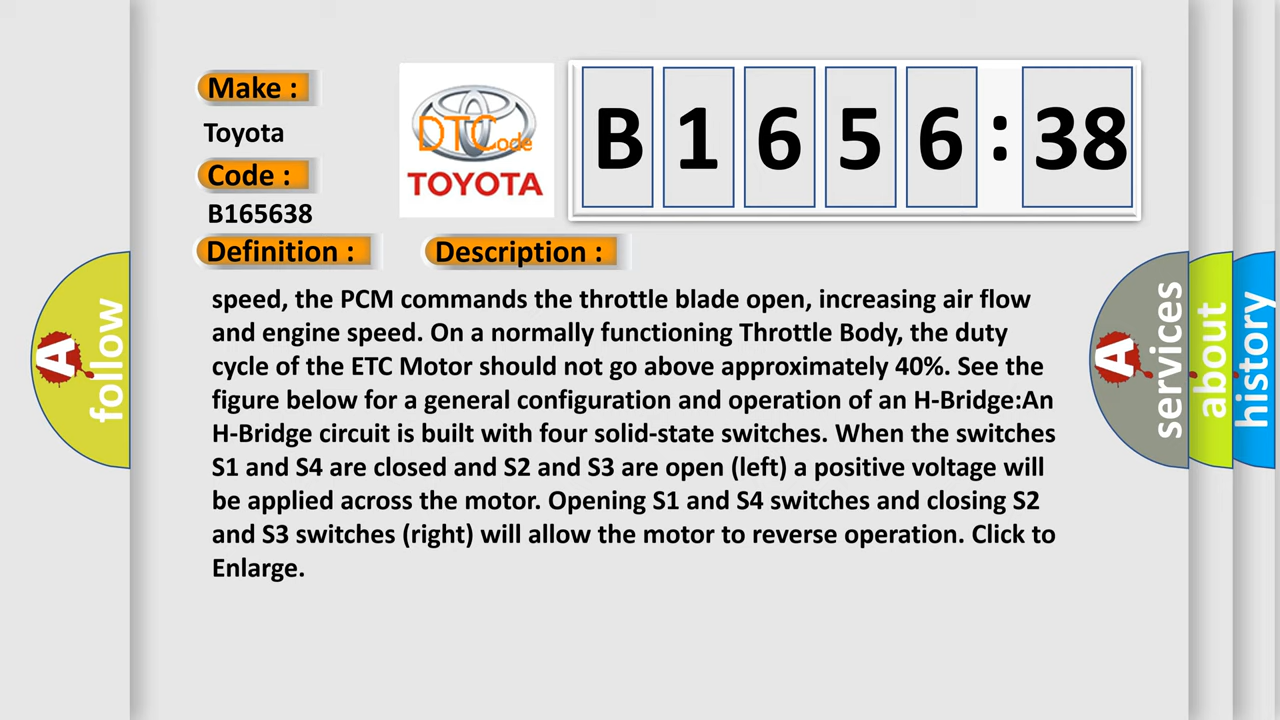 Make :
Toyota
Code :
B165638
Definition :
Description :
DTCode
TOYOTA
B 1 6 5 6 : 38
speed, the PCM commands the throttle blade open, increasing air flow
and engine speed. On a normally functioning Throttle Body, the duty
cycle of the ETC Motor should not go above approximately 40%. See the
figure below for a general configuration and operation of an H-Bridge:An
H-Bridge circuit is built with four solid-state switches. When the switches
S1 and S4 are closed and S2 and S3 are open (left) a positive voltage will
be applied across the motor. Opening S1 and S4 switches and closing S2
and S3 switches (right) will allow the motor to reverse operation. Click to
Enlarge.
A follow
A services
about
history